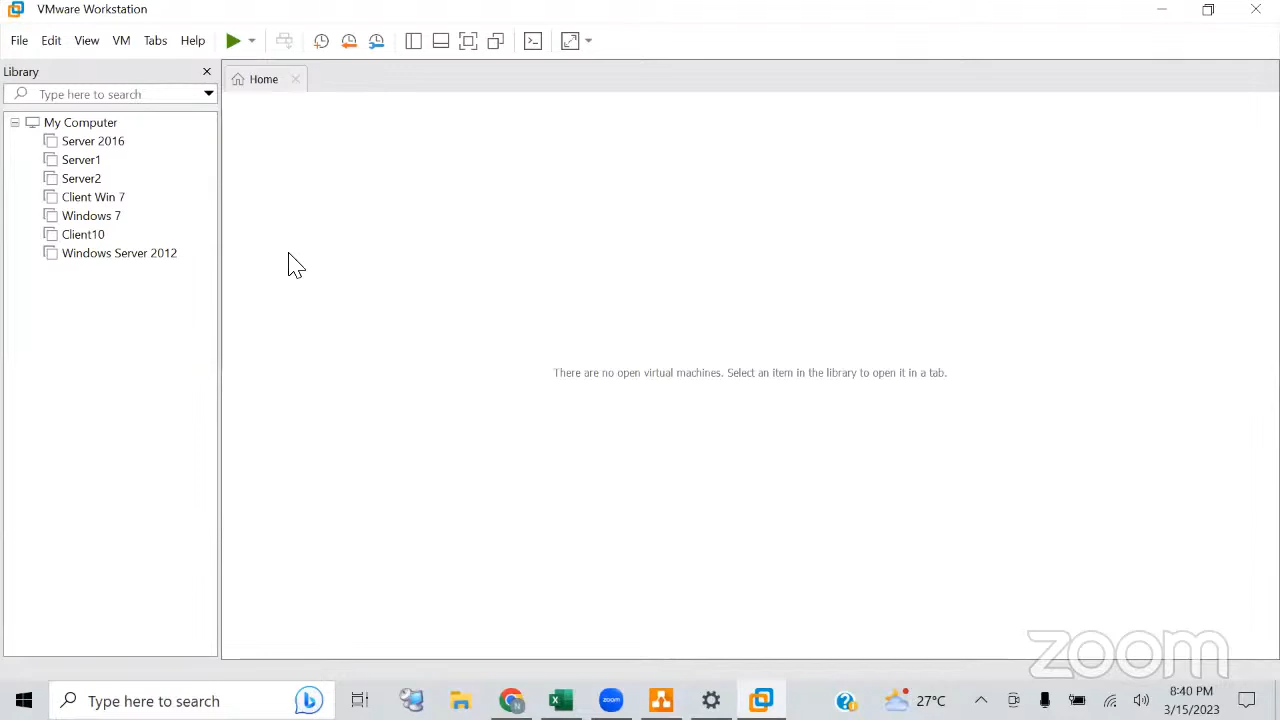 VMware Workstation
File Edit View VM Tabs Help
Library
Home
Type here to search
My Computer
Server 2016
Server1
Server2
Client Win 7
Windows 7
Client10
Windows Server 2012
There are no open virtual machines. Select an item in the library to open it in a tab.
zoom
Type here to search
zoom
27°C
8:40 PM
3/15/2023